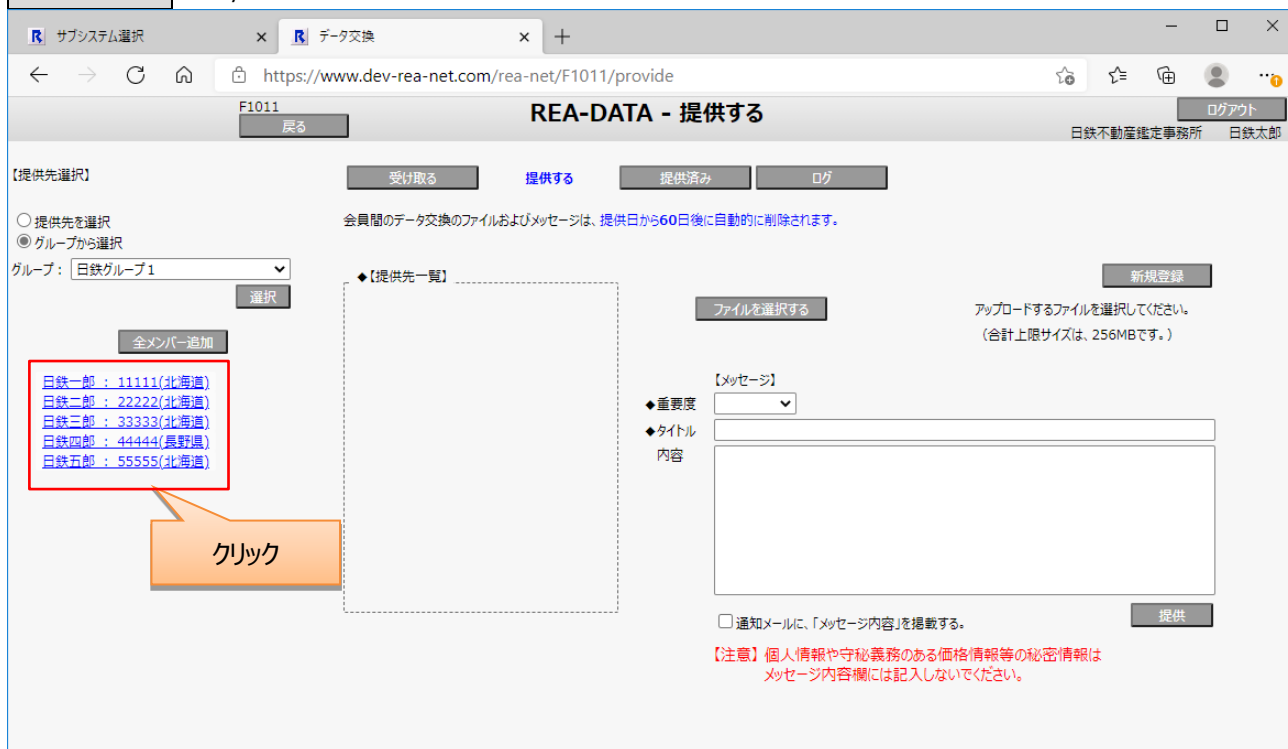 サブシステム選択
データ交換
https://www.dev-rea-net.com/rea-net/F1011/provide
F1011
戻る
REA-DATA - 提供する
ログアウト
日鉄不動産鑑定事務所 日鉄太郎
【提供先選択】
受け取る 提供する 提供済み ログ
提供先を選択
グループから選択
会員間のデータ交換のファイルおよびメッセージは、提供日から60日後に自動的に削除されます。
グループ： 日鉄グループ1
選択
全メンバー追加
日鉄一郎 ： 11111(北海道)
日鉄二郎 ： 22222(北海道)
日鉄三郎 ： 33333(北海道)
日鉄四郎 ： 44444(長野県)
日鉄五郎 ： 55555(北海道)
クリック
◆【提供先一覧】
新規登録
ファイルを選択する
アップロードするファイルを選択してください。
（合計上限サイズは、256MBです。）
【メッセージ】
◆重要度
◆タイトル
内容
通知メールに、「メッセージ内容」を掲載する。
提供
【注意】個人情報や守秘義務のある価格情報等の秘密情報は
メッセージ内容欄には記入しないでください。